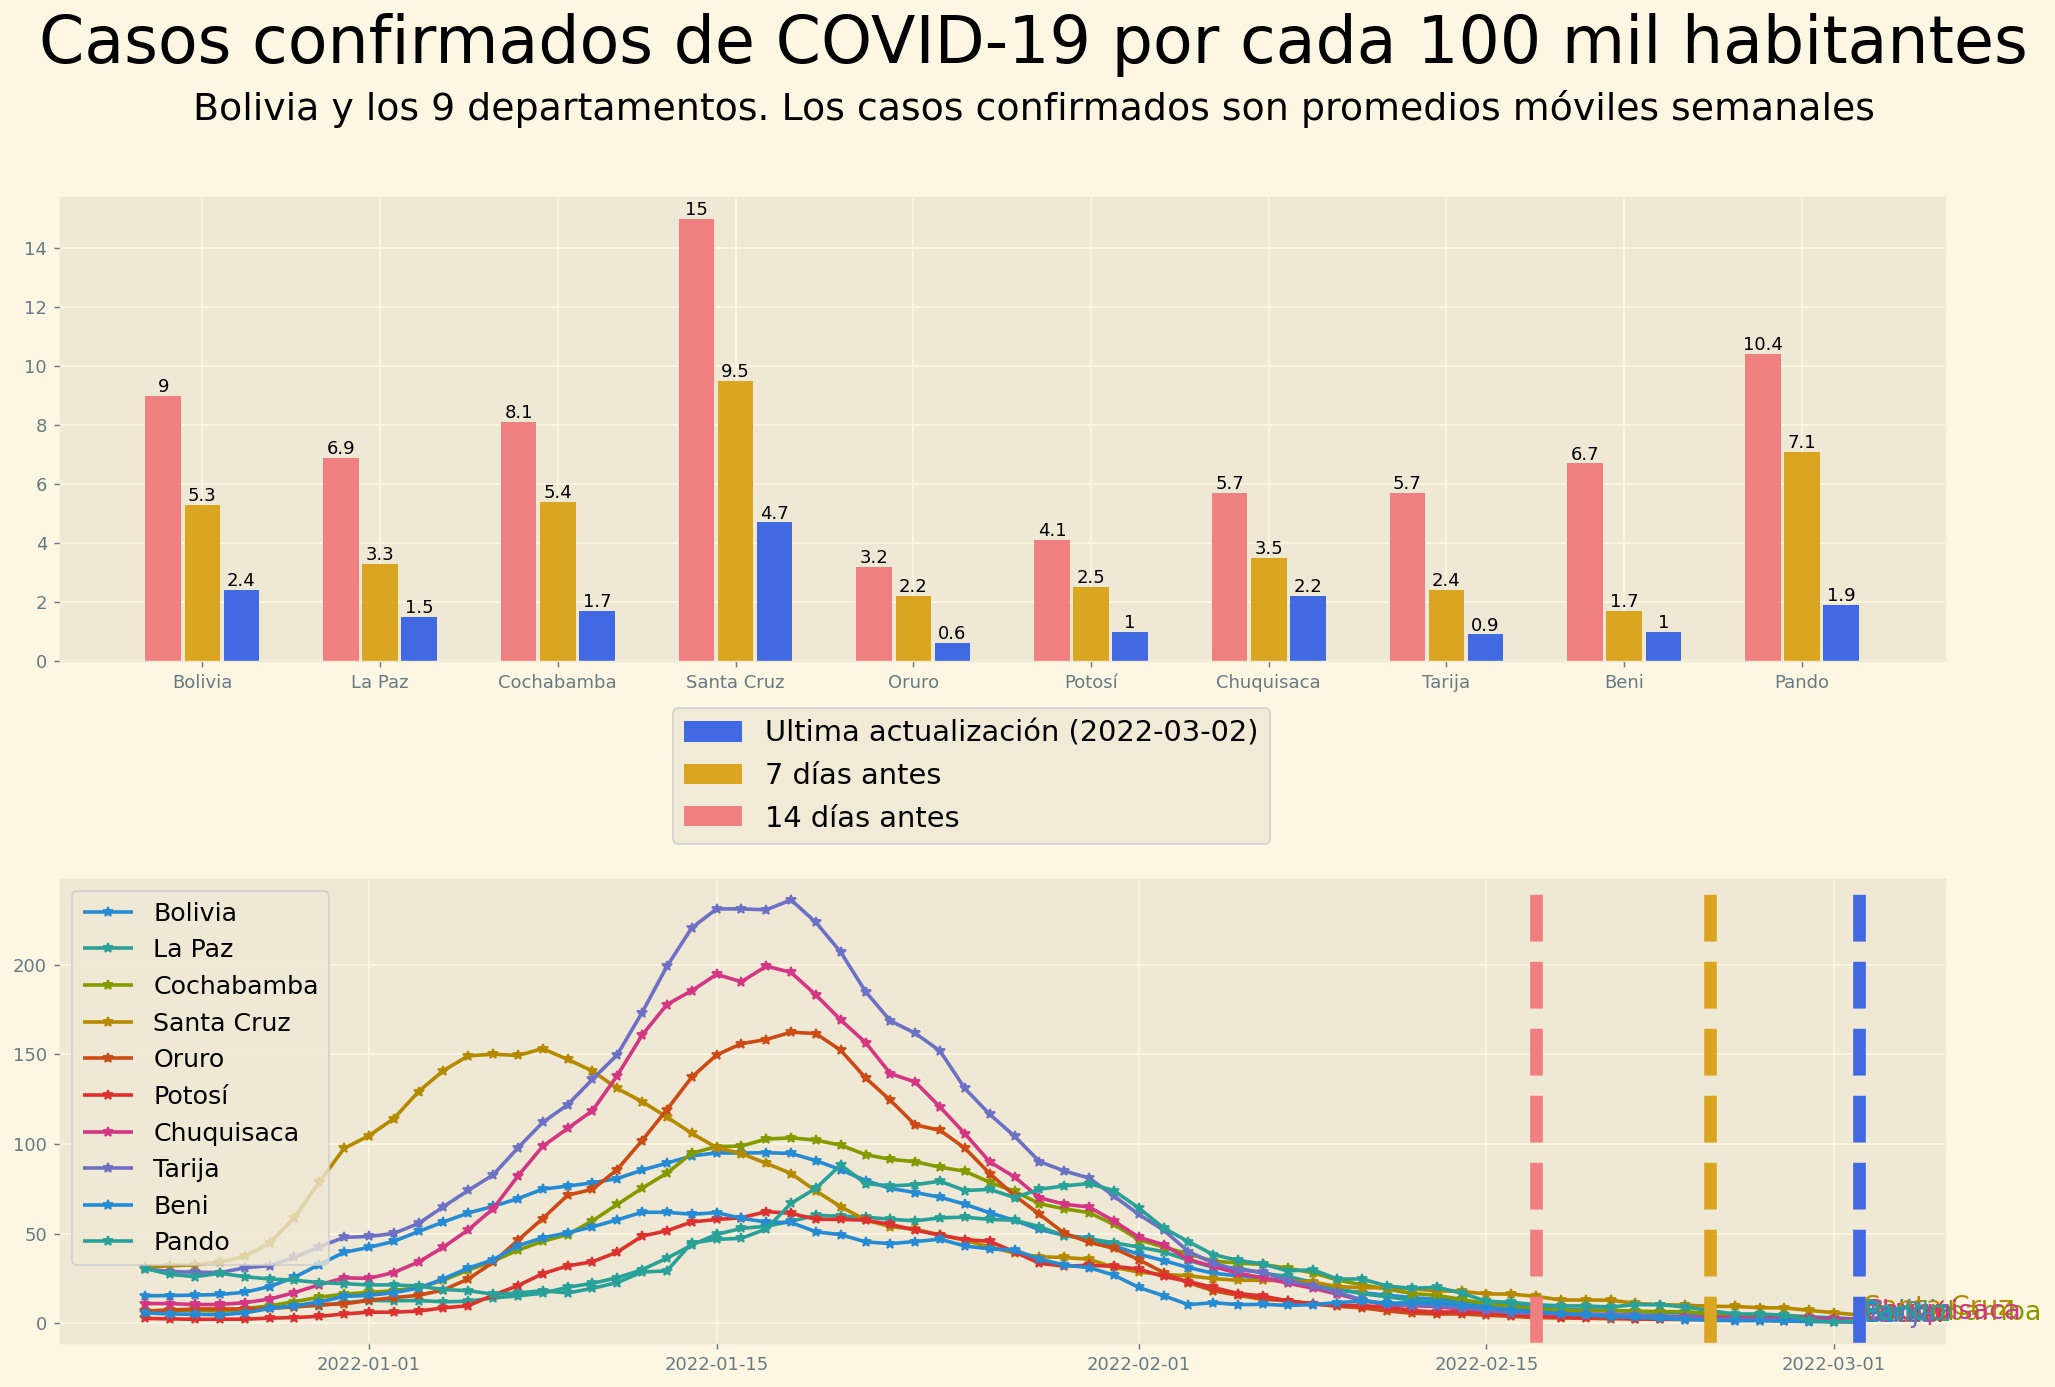 Casos confirmados de COVID-19 por cada 100 mil habitantes
Bolivia y los 9 departamentos. Los casos confirmados son promedios móviles semanales
14
12
10
8
6
4
2
0
9
5.3
2.4
6.9
3.3
1.5
8.1
5.4
1.7
15
9.5
4.7
3.2
2.2
0.6
4.1
2.5
1
5.7
3.5
2.2
5.7
2.4
0.9
6.7
1.7
1
10.4
7.1
1.9
Bolivia
La Paz
Cochabamba
Santa Cruz
Oruro
Potosí
Chuquisaca
Tarija
Beni
Pando
Ultima actualización (2022-03-02)
7 días antes
14 días antes
200
150
100
50
0
Bolivia
La Paz
Cochabamba
Santa Cruz
Oruro
Potosí
Chuquisaca
Tarija
Beni
Pando
2022-01-01
2022-01-15
2022-02-01
2022-02-15
2022-03-01